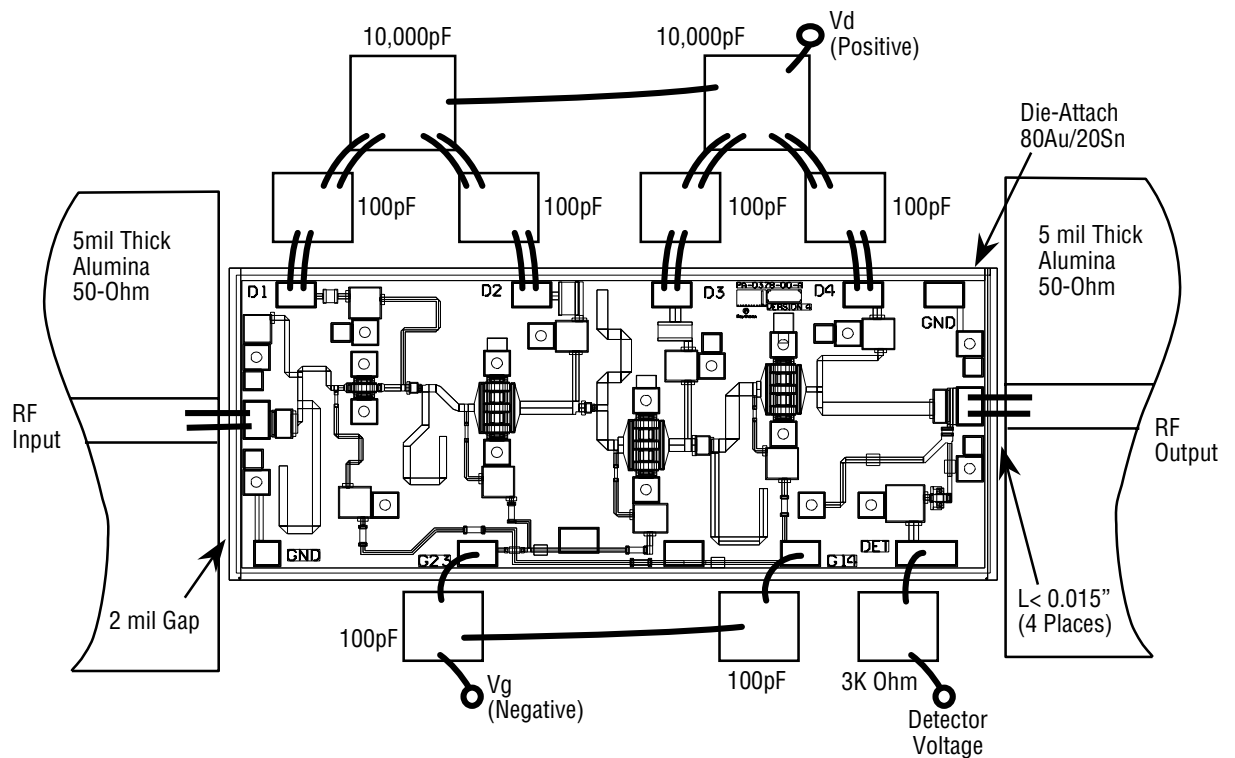 10,000pF
10,000pF
Vd
(Positive)
Die-Attach
80Au/20Sn
100pF
100pF
100pF
100pF
5mil Thick
Alumina
50-Ohm
5 mil Thick
Alumina
50-Ohm
D1
D2
D3
D4
VERSION 4
GND
RF
Input
RF
Output
GND
G23
G14
DET
2 mil Gap
L< 0.015”
(4 Places)
100pF
100pF
3K Ohm
Vg
(Negative)
Detector
Voltage